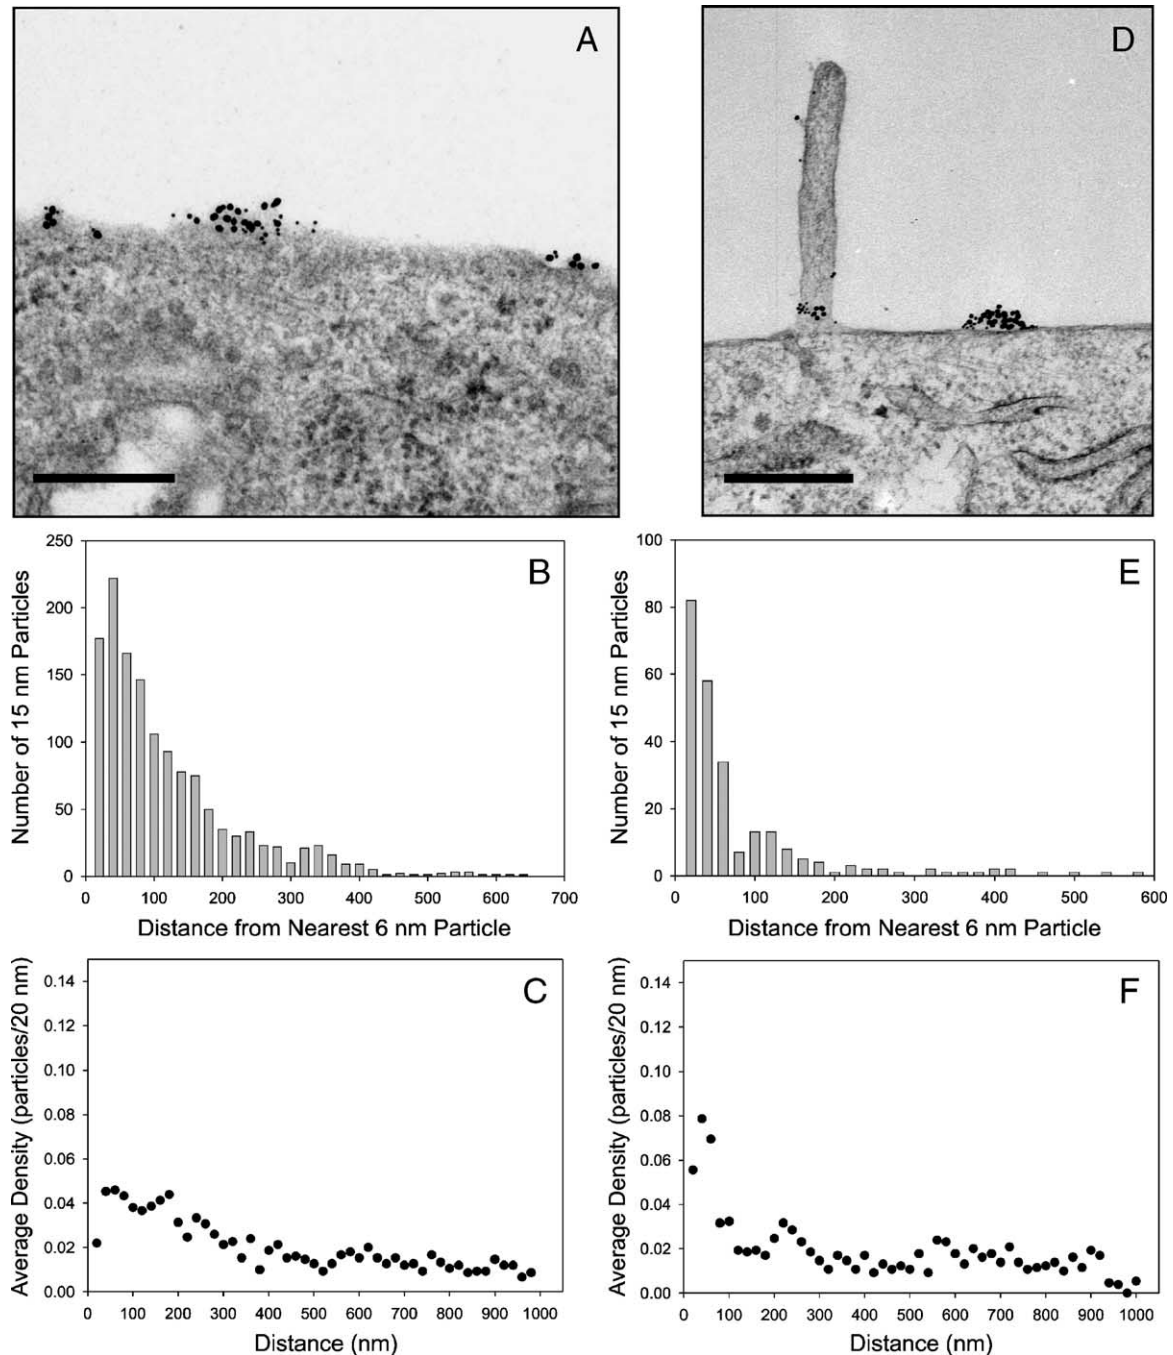 A
D
B
Number of 15 nm Particles
250
200
150
100
50
0
0 100 200 300 400 500 600 700
Distance from Nearest 6 nm Particle
E
Number of 15 nm Particles
100
80
60
40
20
0
0 100 200 300 400 500 600
Distance from Nearest 6 nm Particle
C
Average Density (particles/20 nm)
0.14
0.12
0.10
0.08
0.06
0.04
0.02
0.00
0 100 200 300 400 500 600 700 800 900 1000
Distance (nm)
F
Average Density (particles/20 nm)
0.14
0.12
0.10
0.08
0.06
0.04
0.02
0.00
0 100 200 300 400 500 600 700 800 900 1000
Distance (nm)